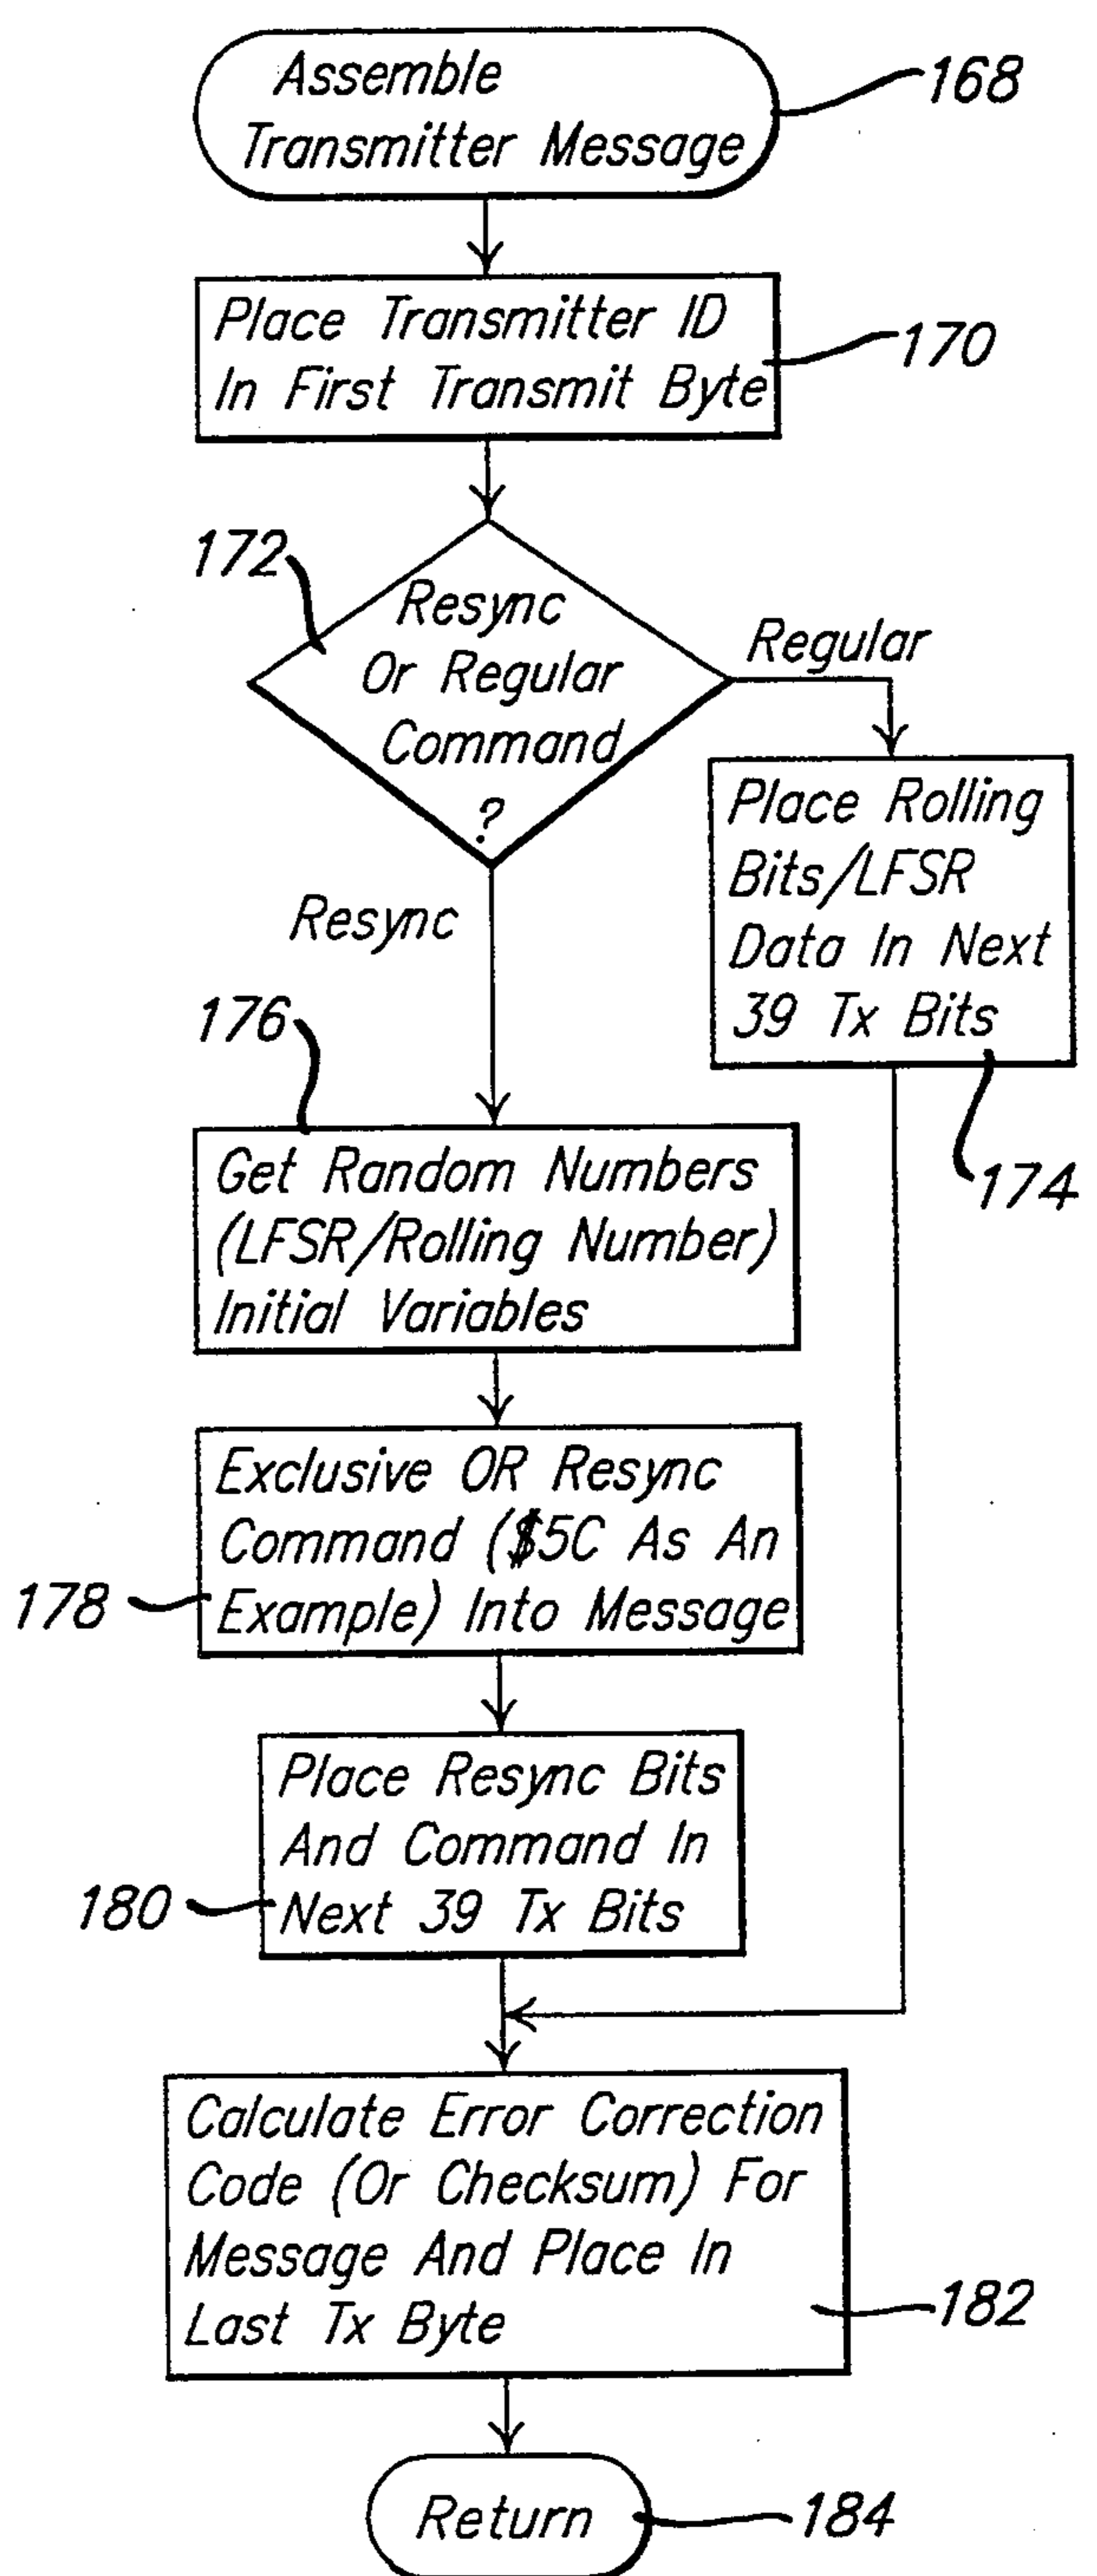 Assemble
Transmitter Message
168
Place Transmitter ID
In First Transmit Byte
170
172
Resync
Or Regular
Command
?
Regular
Resync
Place Rolling
Bits/LFSR
Data In Next
39 Tx Bits
174
176
Get Random Numbers
(LFSR/Rolling Number)
Initial Variables
Exclusive OR Resync
Command ($5C As An
Example) Into Message
178
Place Resync Bits
And Command In
Next 39 Tx Bits
180
Calculate Error Correction
Code (Or Checksum) For
Message And Place In
Last Tx Byte
182
Return
184